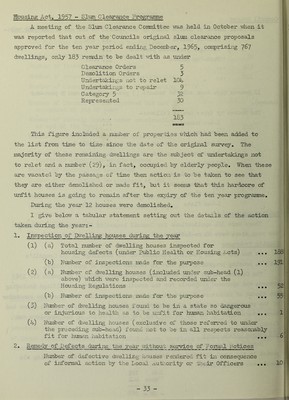 Housing Act, 1957 - Slum Clearance Programme
A meeting of the Slum Clearance Committee was held in October when it
was reported that out of the Councils original slum clearance proposals
approved for the ten year period ending December, 1965, comprising 767
dwellings, only 183 remain to be dealt with as under
Clearance Orders 5
Demolition Orders 3
Undertakings not to relet 104
Undertakings to repair 9
Category 5 32
Represented 30
183
This figure included a number of properties which had been added to
the list from time to time since the date of the original survey. The
majority of these remaining dwellings are the subject of undertakings not
to relet and a number (29), in fact, occupied by elderly people. When these
are vacated by the passage of time then action is to be taken to see that
they are either demolished or made fit, but it seems that this harbours of
unfit houses is going to remain after the expiry of the ten year programme.
During the year 12 houses were demolished.
I give below a tabular statement setting out the details of the action
taken during the year:-
1. Inspection of Dwelling houses during the year
(1) (a) Total number of dwelling houses inspected for
housing defects (under Public Health or Housing Acts) ... 188
(b) Number of inspections made for the purpose ... 191
(2) (a) Number of dwelling houses (included under sub-head (1)
above) which were inspected and recorded under the
Housing Regulations ... 52
(b) Number of inspections made for the purpose ... 55
(3) Number of dwelling houses found to be in a state so dangerous
or injurious to health as to be unfit for human habitation ... 1
(4) Number of dwelling houses (exclusive of those referred to under
the preceding sub-head) found not to be in all respects reasonably
fit for human habitation ... 6
2. Remedy of Defects during the year without service of Formal Notices
Number of defective dwelling houses rendered fit in consequence
of informal action by the Local Authority or their Officers ... 10
- 33 -